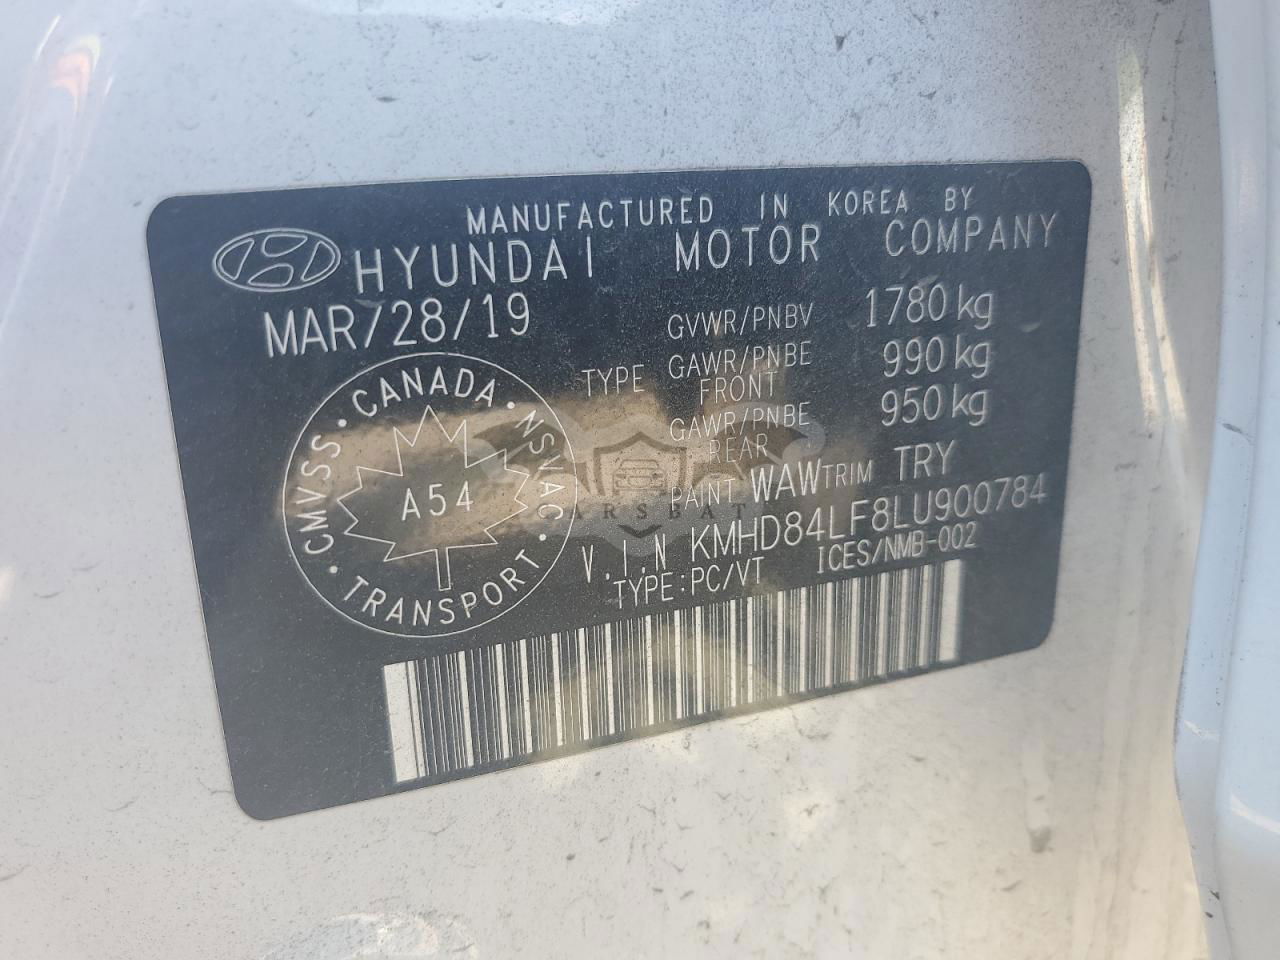 MANUFACTURED IN KOREA BY
HYUNDAI MOTOR COMPANY
MAR/28/19
GVWR/PNBV 1780 kg
TYPE GAWR/PNBE FRONT 990 kg
GAWR/PNBE REAR 950 kg
PAINT WAW TRIM TRY
V.I.N KMHD84LF8LU900784
TYPE:PC/VT ICES/NMB-002
CMVSS · CANADA · NSVAC · TRANSPORT ·
A54
CARSBAT